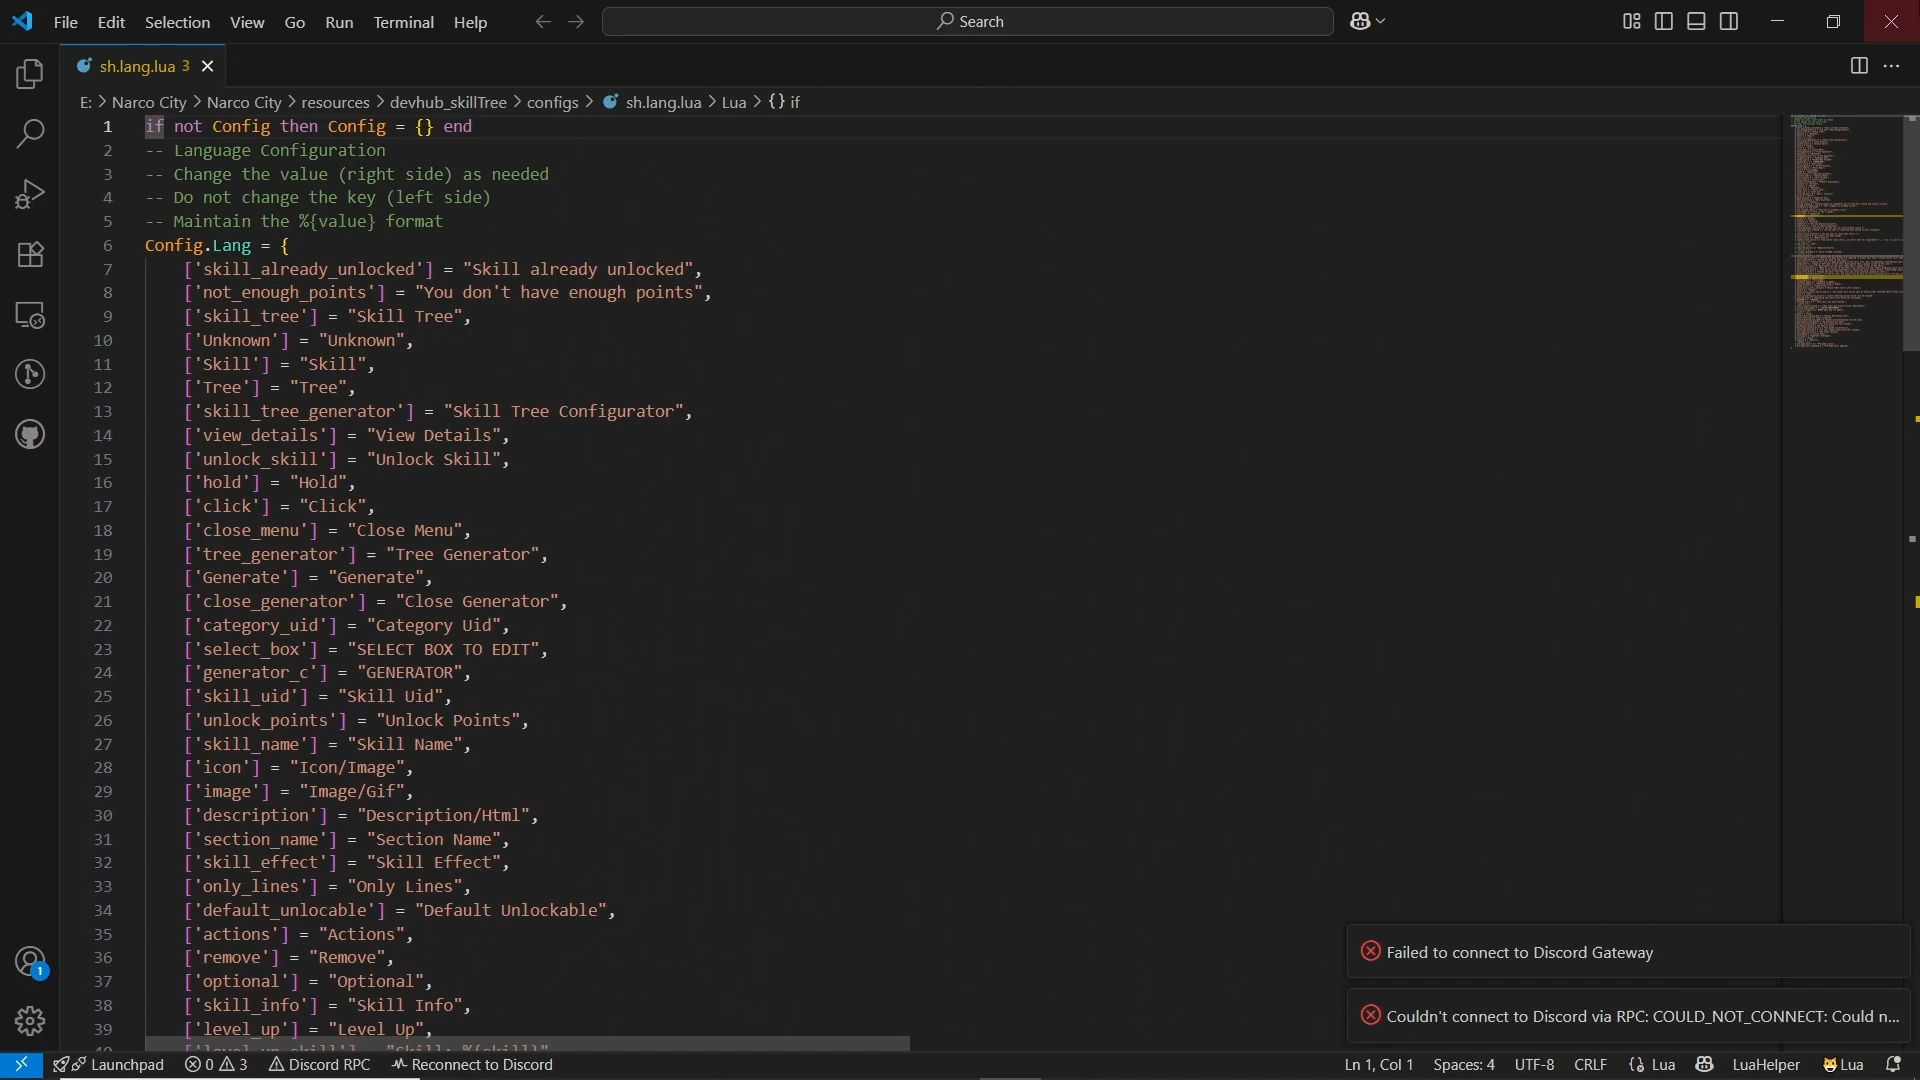 File Edit Selection View Go Run Terminal Help Search
sh.lang.lua 3
E: > Narco City > Narco City > resources > devhub_skillTree > configs > sh.lang.lua > Lua > {} if
1 if not Config then Config = {} end
2 -- Language Configuration
3 -- Change the value (right side) as needed
4 -- Do not change the key (left side)
5 -- Maintain the %{value} format
6 Config.Lang = {
7 ['skill_already_unlocked'] = "Skill already unlocked",
8 ['not_enough_points'] = "You don't have enough points",
9 ['skill_tree'] = "Skill Tree",
10 ['Unknown'] = "Unknown",
11 ['Skill'] = "Skill",
12 ['Tree'] = "Tree",
13 ['skill_tree_generator'] = "Skill Tree Configurator",
14 ['view_details'] = "View Details",
15 ['unlock_skill'] = "Unlock Skill",
16 ['hold'] = "Hold",
17 ['click'] = "Click",
18 ['close_menu'] = "Close Menu",
19 ['tree_generator'] = "Tree Generator",
20 ['Generate'] = "Generate",
21 ['close_generator'] = "Close Generator",
22 ['category_uid'] = "Category Uid",
23 ['select_box'] = "SELECT BOX TO EDIT",
24 ['generator_c'] = "GENERATOR",
25 ['skill_uid'] = "Skill Uid",
26 ['unlock_points'] = "Unlock Points",
27 ['skill_name'] = "Skill Name",
28 ['icon'] = "Icon/Image",
29 ['image'] = "Image/Gif",
30 ['description'] = "Description/Html",
31 ['section_name'] = "Section Name",
32 ['skill_effect'] = "Skill Effect",
33 ['only_lines'] = "Only Lines",
34 ['default_unlocable'] = "Default Unlockable",
35 ['actions'] = "Actions",
36 ['remove'] = "Remove",
37 ['optional'] = "Optional",
38 ['skill_info'] = "Skill Info",
39 ['level_up'] = "Level Up",
Failed to connect to Discord Gateway
Couldn't connect to Discord via RPC: COULD_NOT_CONNECT: Could n...
1
Launchpad 0 3 Discord RPC Reconnect to Discord Ln 1, Col 1 Spaces: 4 UTF-8 CRLF {} Lua LuaHelper Lua